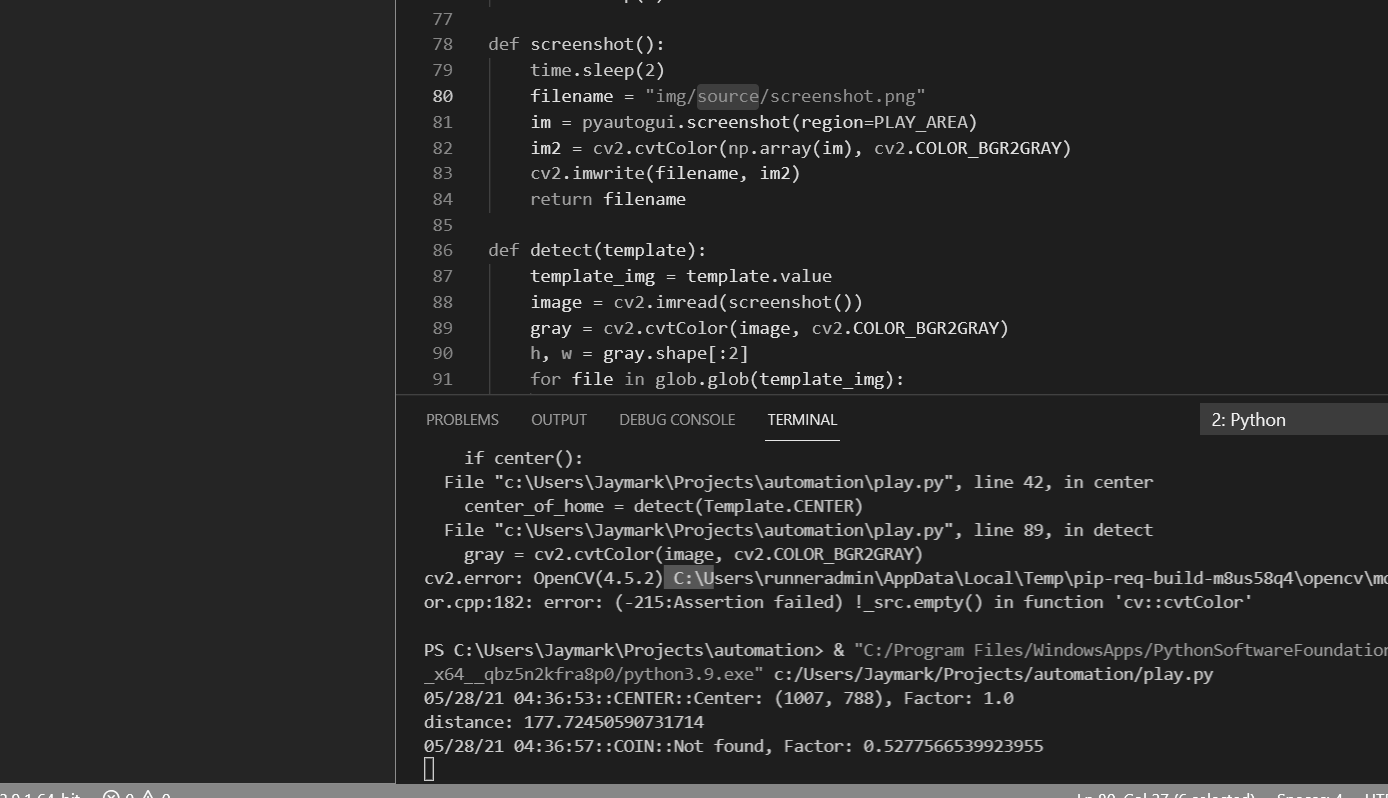 77
78 def screenshot():
79 time.sleep(2)
80 filename = "img/source/screenshot.png"
81 im = pyautogui.screenshot(region=PLAY_AREA)
82 im2 = cv2.cvtColor(np.array(im), cv2.COLOR_BGR2GRAY)
83 cv2.imwrite(filename, im2)
84 return filename
85
86 def detect(template):
87 template_img = template.value
88 image = cv2.imread(screenshot())
89 gray = cv2.cvtColor(image, cv2.COLOR_BGR2GRAY)
90 h, w = gray.shape[:2]
91 for file in glob.glob(template_img):
PROBLEMS OUTPUT DEBUG CONSOLE TERMINAL 2: Python
if center():
File "c:\Users\Jaymark\Projects\automation\play.py", line 42, in center
center_of_home = detect(Template.CENTER)
File "c:\Users\Jaymark\Projects\automation\play.py", line 89, in detect
gray = cv2.cvtColor(image, cv2.COLOR_BGR2GRAY)
cv2.error: OpenCV(4.5.2) C:\Users\runneradmin\AppData\Local\Temp\pip-req-build-m8us58q4\opencv\mo
or.cpp:182: error: (-215:Assertion failed) !_src.empty() in function 'cv::cvtColor'
PS C:\Users\Jaymark\Projects\automation> & "C:/Program Files/WindowsApps/PythonSoftwareFoundation
_x64__qbz5n2kfra8p0/python3.9.exe" c:/Users/Jaymark/Projects/automation/play.py
05/28/21 04:36:53::CENTER::Center: (1007, 788), Factor: 1.0
distance: 177.72450590731714
05/28/21 04:36:57::COIN::Not found, Factor: 0.5277566539923955
64-bit 0 0 Ln 80, Col 27 (6 selected) Spaces: 4